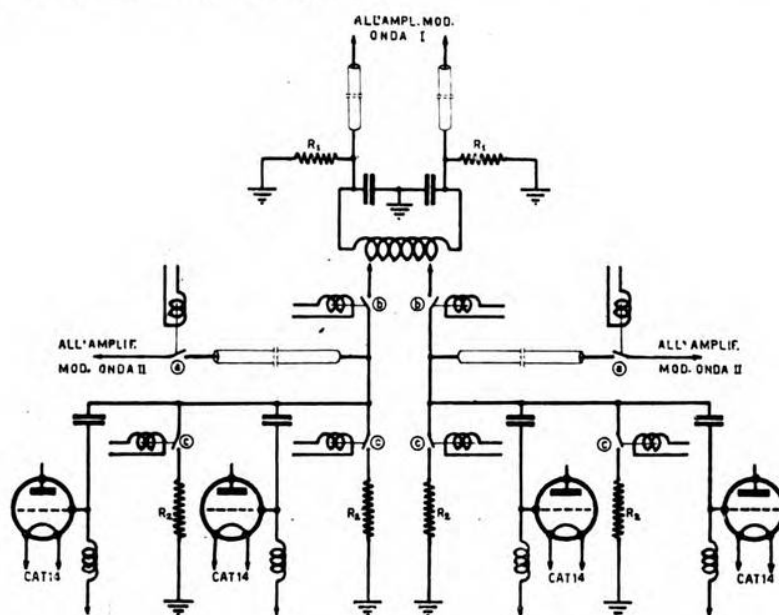 ALL'AMPL. MOD.
ONDA I
R₁
R₁
b
b
ALL'AMPLIF.
MOD. ONDA II
a
a
ALL'AMPLIF.
MOD. ONDA II
c
c
c
c
R₂
R₂
R₂
R₂
CAT14
CAT14
CAT14
CAT14